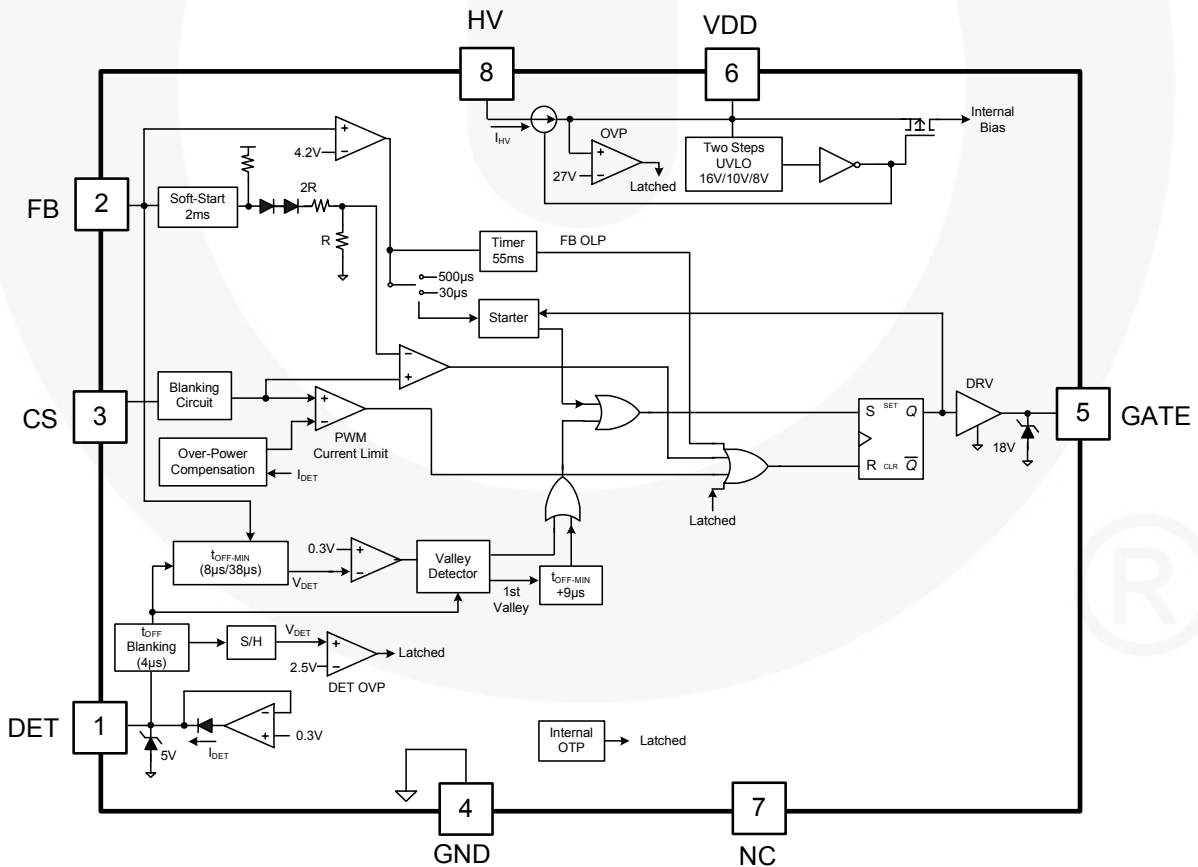 HV
VDD
8
6
I_HV
OVP
27V
Latched
Two Steps
UVLO
16V/10V/8V
Internal
Bias
4.2V
2
FB
Soft-Start
2ms
2R
R
Timer
55ms
FB OLP
500µs
30µs
Starter
3
CS
Blanking
Circuit
PWM
Current Limit
Over-Power
Compensation
I_DET
S SET Q
R CLR Q̅
DRV
18V
5
GATE
Latched
t_OFF-MIN
(8µs/38µs)
V_DET
0.3V
Valley
Detector
1st
Valley
t_OFF-MIN
+9µs
t_OFF
Blanking
(4µs)
S/H
V_DET
2.5V
DET OVP
Latched
DET
1
5V
I_DET
0.3V
Internal
OTP
Latched
4
GND
7
NC
®